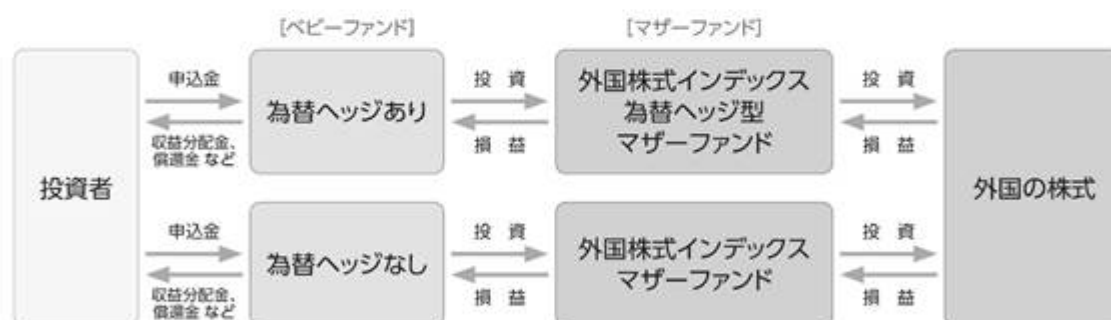 [ベビーファンド]
[マザーファンド]
投資者
申込金
収益分配金、
償還金 など
為替ヘッジあり
投 資
損 益
外国株式インデックス
為替ヘッジ型
マザーファンド
投 資
損 益
外国の株式
申込金
収益分配金、
償還金 など
為替ヘッジなし
投 資
損 益
外国株式インデックス
マザーファンド
投 資
損 益